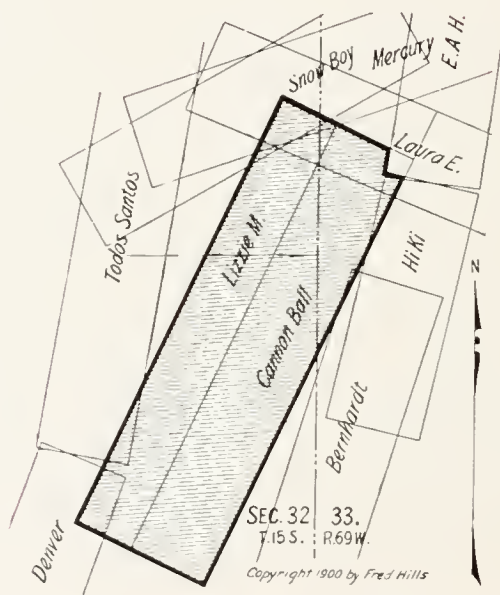 Snow Boy
Mercury
E.A.H.
Laura E.
Todos Santos
Lizzie M.
Hi Ki
N
Cannon Ball
Bernhardt
SEC. 32 33.
T.15 S. R.69 W.
Denver
Copyright 1900 by Fred Hills